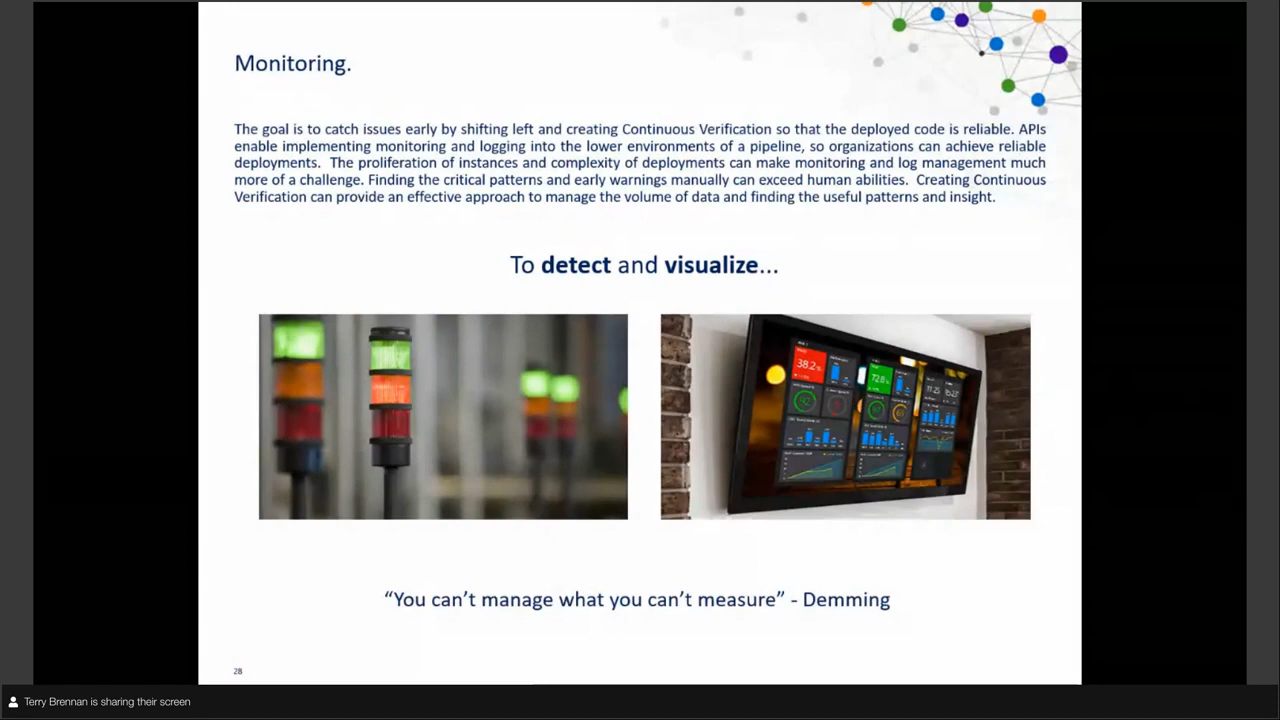 Monitoring.
The goal is to catch issues early by shifting left and creating Continuous Verification so that the deployed code is reliable. APIs
enable implementing monitoring and logging into the lower environments of a pipeline, so organizations can achieve reliable
deployments. The proliferation of instances and complexity of deployments can make monitoring and log management much
more of a challenge. Finding the critical patterns and early warnings manually can exceed human abilities. Creating Continuous
Verification can provide an effective approach to manage the volume of data and finding the useful patterns and insight.
To detect and visualize...
38.2%
72.6%
“You can’t manage what you can’t measure” - Demming
28
Terry Brennan is sharing their screen